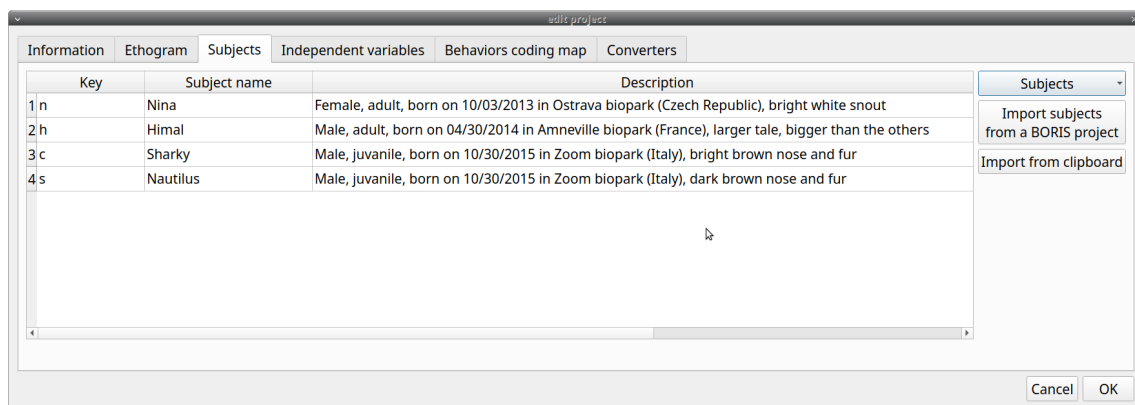 edit project
Information Ethogram Subjects Independent variables Behaviors coding map Converters
Key Subject name Description
1 n Nina Female, adult, born on 10/03/2013 in Ostrava biopark (Czech Republic), bright white snout
2 h Himal Male, adult, born on 04/30/2014 in Amneville biopark (France), larger tale, bigger than the others
3 c Sharky Male, juvanile, born on 10/30/2015 in Zoom biopark (Italy), bright brown nose and fur
4 s Nautilus Male, juvanile, born on 10/30/2015 in Zoom biopark (Italy), dark brown nose and fur
Subjects
Import subjects
from a BORIS project
Import from clipboard
Cancel OK